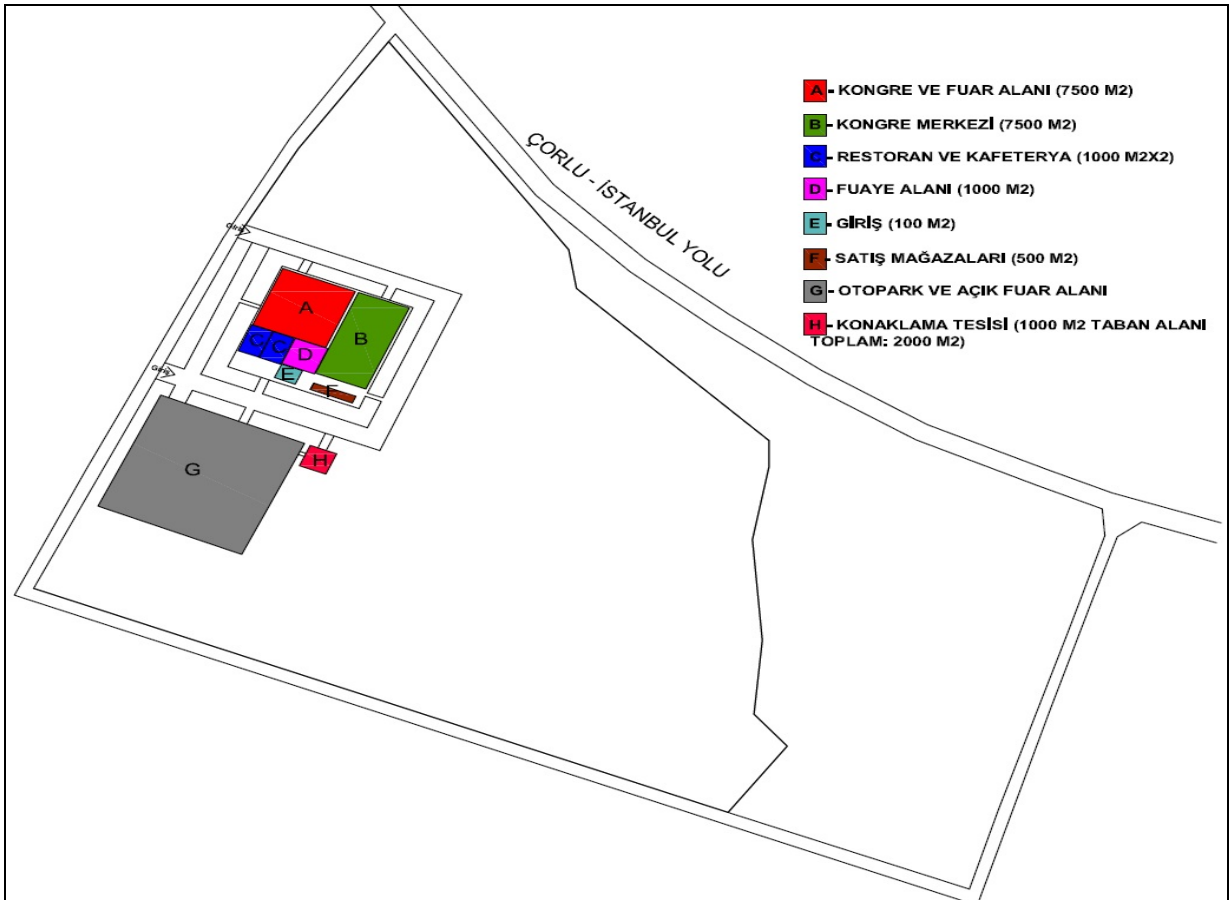 A - KONGRE VE FUAR ALANI (7500 M2)
B - KONGRE MERKEZİ (7500 M2)
C - RESTORAN VE KAFETERYA (1000 M2X2)
D - FUAYE ALANI (1000 M2)
E - GİRİŞ (100 M2)
F - SATIŞ MAĞAZALARI (500 M2)
G - OTOPARK VE AÇIK FUAR ALANI
H - KONAKLAMA TESİSİ (1000 M2 TABAN ALANI
TOPLAM: 2000 M2)
ÇORLU - İSTANBUL YOLU
Giriş
A
B
C
C
D
E
F
Giriş
H
G